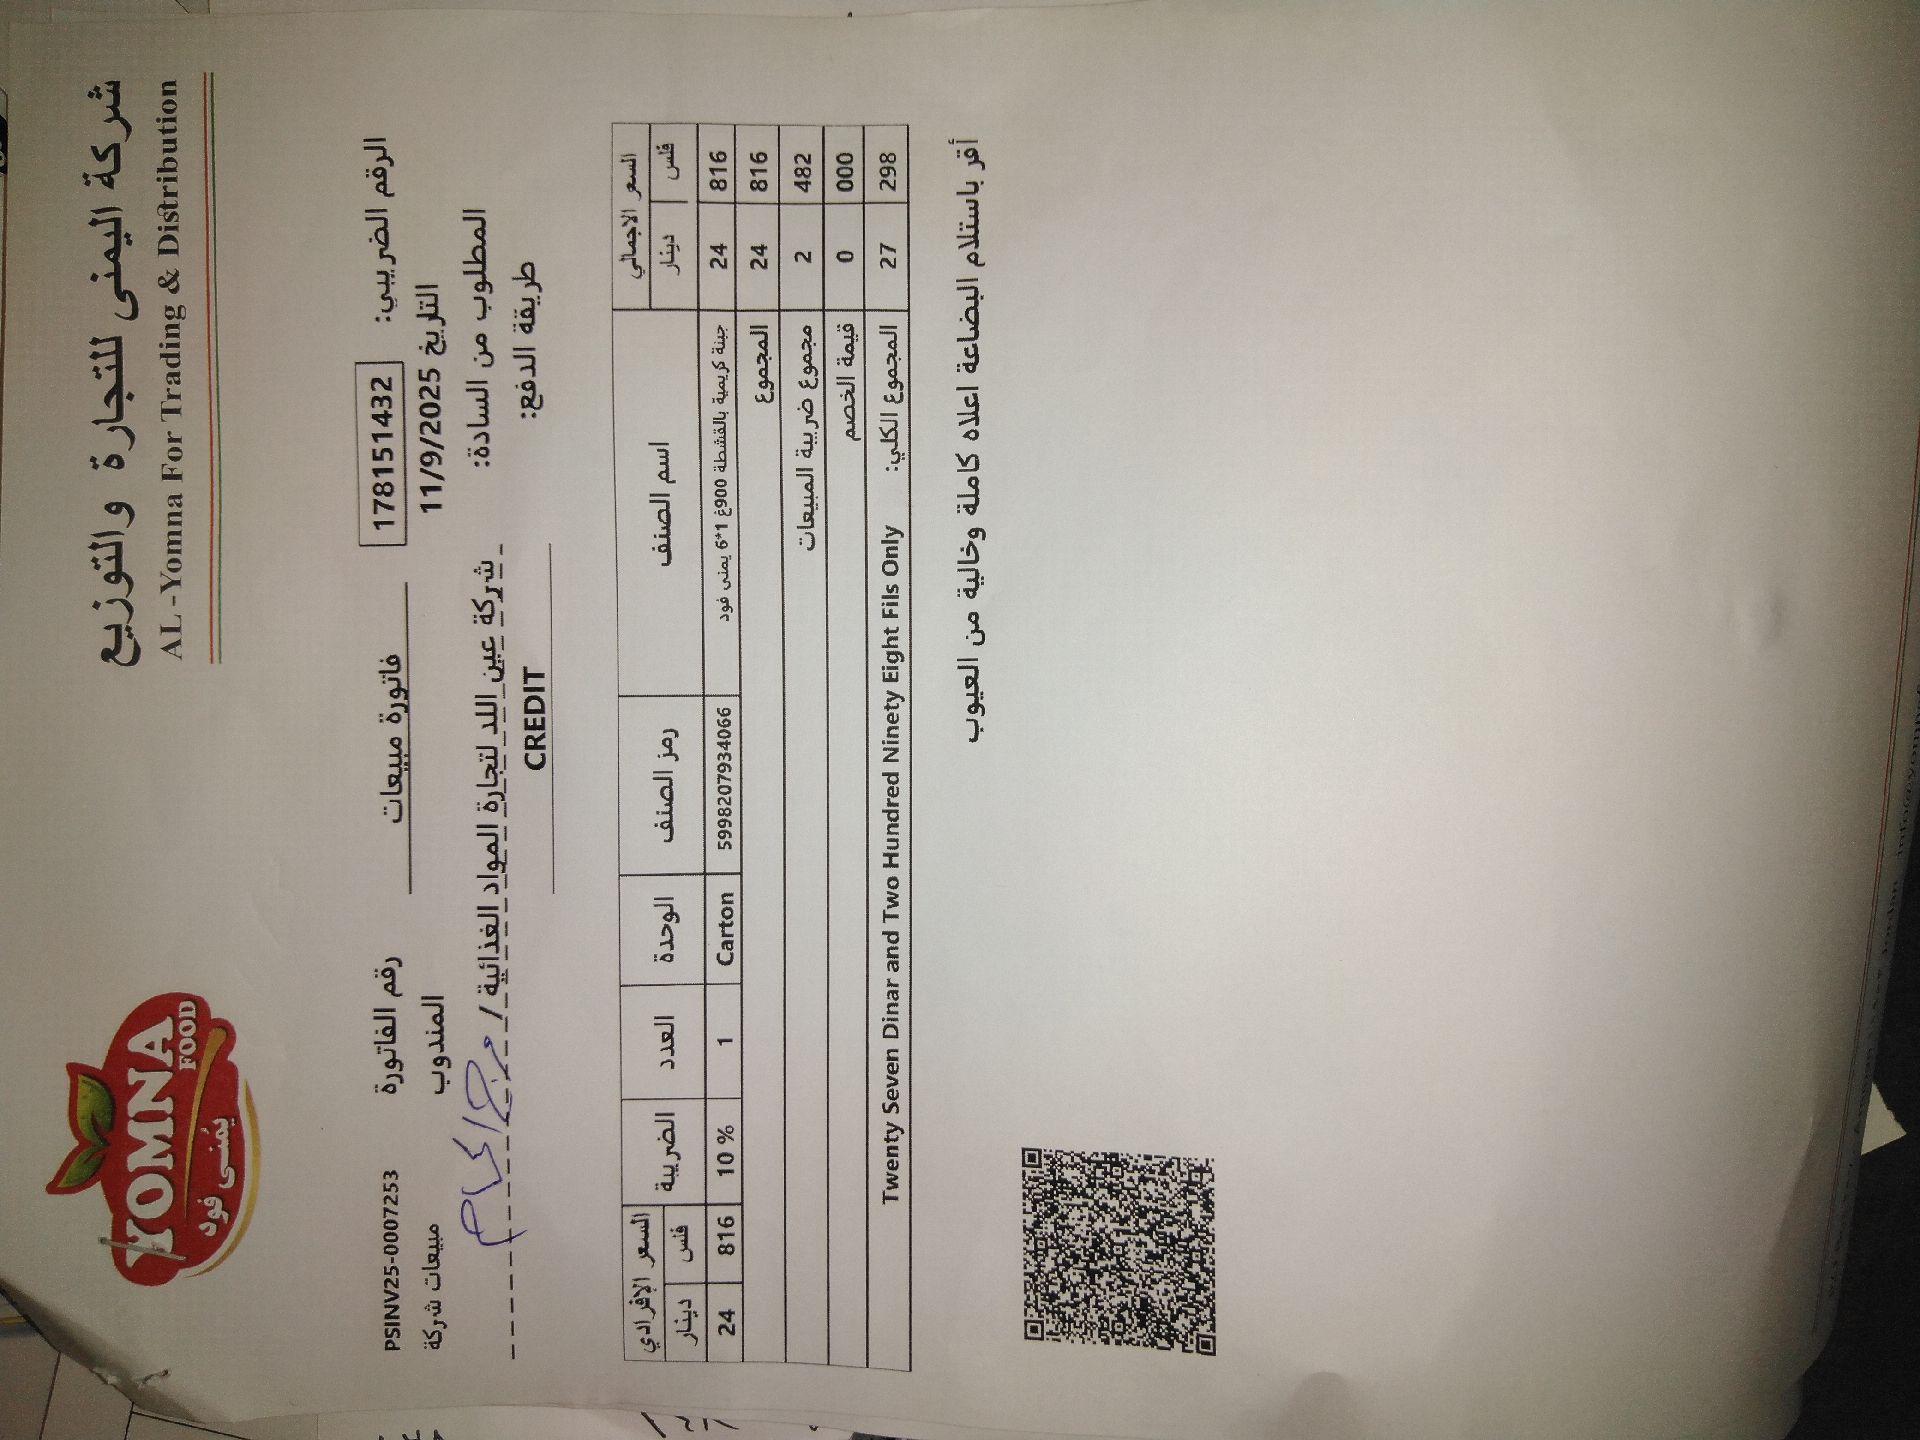 شركة اليمنى للتجارة والتوزيع
AL -Yomna For Trading & Distribution
YOMNA
FOOD
يمنى فود
الرقم الضريبي: 178151432 فاتورة مبيعات رقم الفاتورة PSINV25-0007253
التاريخ 11/9/2025 المندوب مبيعات شركة
المطلوب من السادة: شركة عين اللد لتجارة المواد الغذائية /
طريقة الدفع: CREDIT
السعر الاجمالي اسم الصنف رمز الصنف الوحدة العدد الضريبة السعر الإفرادي
فلس دينار فلس دينار
816 24 جبنة كريمية بالقشطة 900غ 1*6 يمنى فود 5998207934066 Carton 1 10 % 816 24
816 24 المجموع
482 2 مجموع ضريبة المبيعات
000 0 قيمة الخصم
298 27 المجموع الكلي: Twenty Seven Dinar and Two Hundred Ninety Eight Fils Only
أقر باستلام البضاعة اعلاه كاملة وخالية من العيوب